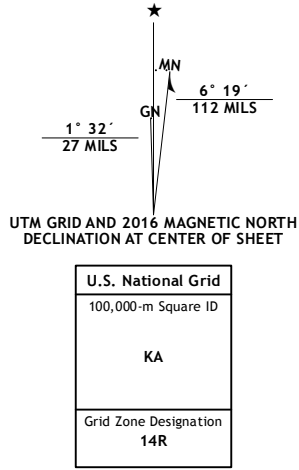 ★
MN
6° 19´
112 MILS
GN
1° 32´
27 MILS
UTM GRID AND 2016 MAGNETIC NORTH
DECLINATION AT CENTER OF SHEET
U.S. National Grid
100,000-m Square ID
KA
Grid Zone Designation
14R